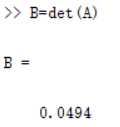 >> B=det(A)
B =
0.0494